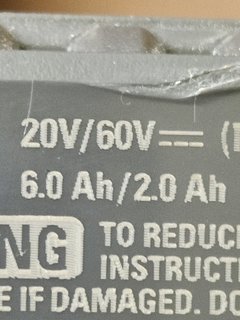 20V/60V⎓ (
6.0 Ah/2.0 Ah
NG TO REDUC
INSTRUCT
E IF DAMAGED. DO